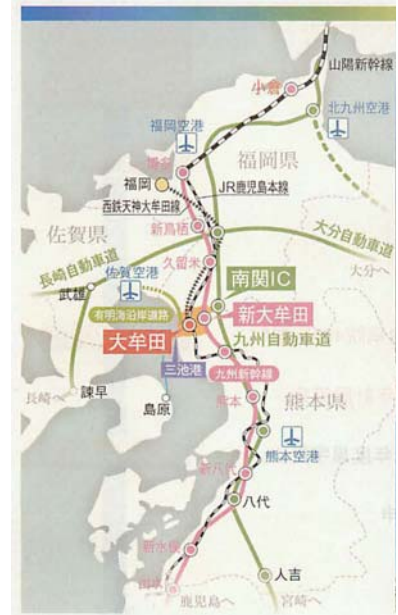 山陽新幹線
小倉
北九州空港
福岡空港
博多
福岡県
福岡
JR鹿児島本線
西鉄天神大牟田線
佐賀県
新鳥栖
大分自動車道
長崎自動車道
久留米
大分へ
佐賀空港
武雄
南関IC
有明海沿岸道路
新大牟田
大牟田
九州自動車道
三池港
九州新幹線
諫早
長崎へ
島原
熊本
熊本県
熊本空港
新八代
八代
新水俣
人吉
出水
鹿児島へ
宮崎へ